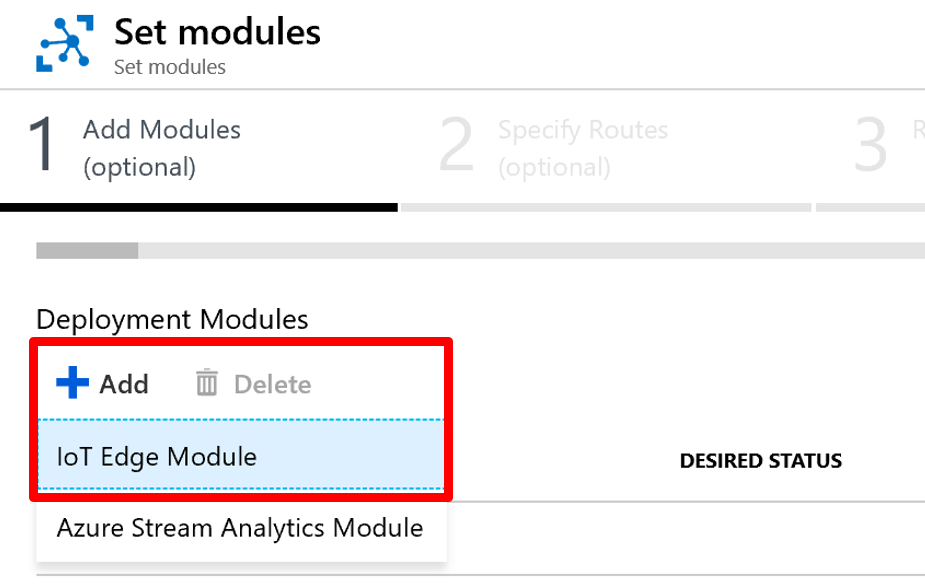 Set modules
Set modules
1 Add Modules
(optional)
2 Specify Routes
(optional)
3 R
Deployment Modules
Add Delete
IoT Edge Module
DESIRED STATUS
Azure Stream Analytics Module